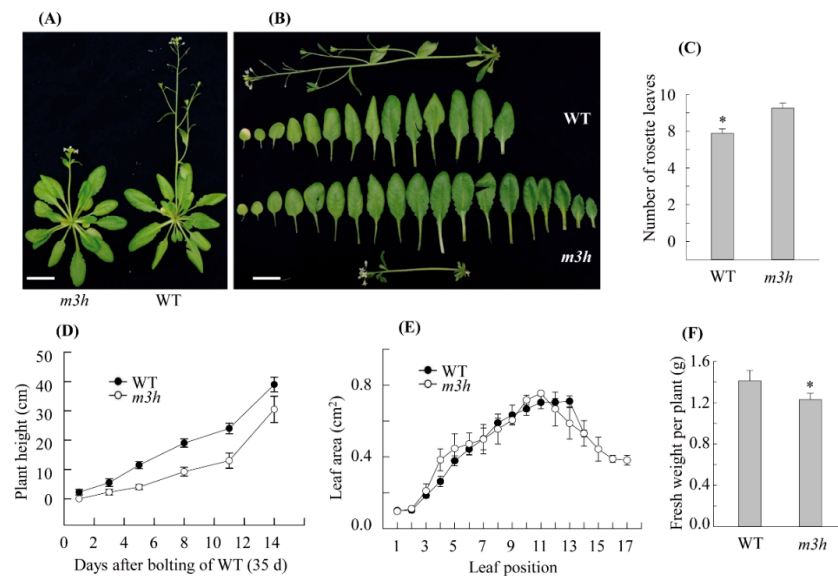 (A)
m3h
WT
(B)
WT
m3h
(C)
Number of rosette leaves
10
8
6
4
2
0
*
WT
m3h
(D)
Plant height (cm)
50
40
30
20
10
0
WT
m3h
0 2 4 6 8 10 12 14
Days after bolting of WT (35 d)
(E)
Leaf area (cm2)
0.8
0.4
0.0
WT
m3h
1 3 5 7 9 11 13 15 17
Leaf position
(F)
Fresh weight per plant (g)
1.6
1.2
0.9
0.6
0.3
0.0
*
WT
m3h